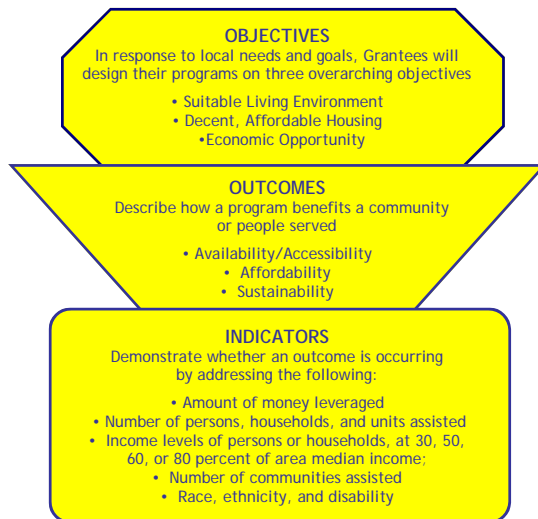 OBJECTIVES
In response to local needs and goals, Grantees will
design their programs on three overarching objectives
• Suitable Living Environment
• Decent, Affordable Housing
•Economic Opportunity
OUTCOMES
Describe how a program benefits a community
or people served
• Availability/Accessibility
• Affordability
• Sustainability
INDICATORS
Demonstrate whether an outcome is occurring
by addressing the following:
• Amount of money leveraged
• Number of persons, households, and units assisted
• Income levels of persons or households, at 30, 50,
60, or 80 percent of area median income;
• Number of communities assisted
• Race, ethnicity, and disability